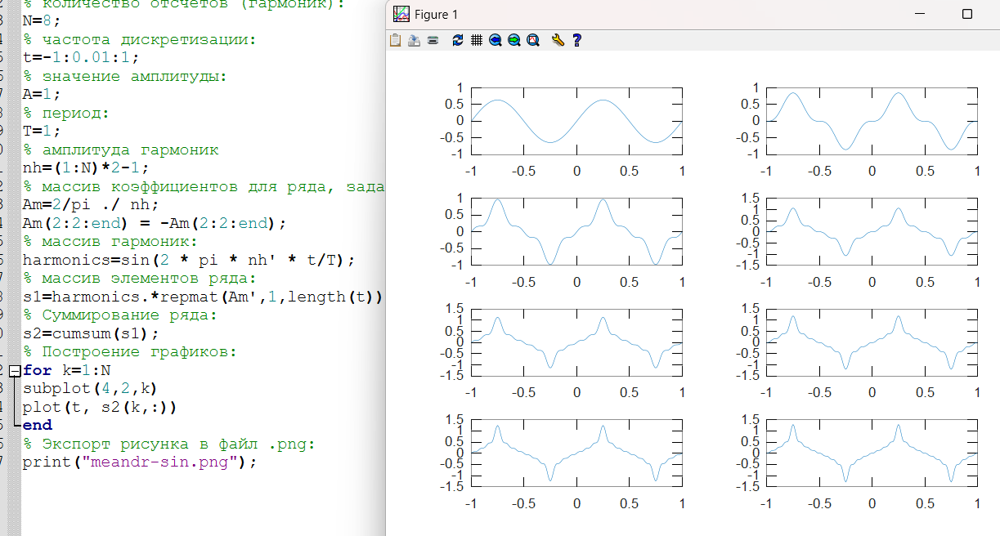 % количество отсчетов (гармоник):
N=8;
% частота дискретизации:
t=-1:0.01:1;
% значение амплитуды:
A=1;
% период:
T=1;
% амплитуда гармоник
nh=(1:N)*2-1;
% массив коэффициентов для ряда, зада
Am=2/pi ./ nh;
Am(2:2:end) = -Am(2:2:end);
% массив гармоник:
harmonics=sin(2 * pi * nh' * t/T);
% массив элементов ряда:
s1=harmonics.*repmat(Am',1,length(t))
% Суммирование ряда:
s2=cumsum(s1);
% Построение графиков:
for k=1:N
subplot(4,2,k)
plot(t, s2(k,:))
end
% Экспорт рисунка в файл .png:
print("meandr-sin.png");
Figure 1
1
0.5
0
-0.5
-1
-1 -0.5 0 0.5 1
1
0.5
0
-0.5
-1
-1 -0.5 0 0.5 1
1
0.5
0
-0.5
-1
-1 -0.5 0 0.5 1
1.5
1
0.5
0
-0.5
-1
-1.5
-1 -0.5 0 0.5 1
1.5
1
0.5
0
-0.5
-1
-1.5
-1 -0.5 0 0.5 1
1.5
1
0.5
0
-0.5
-1
-1.5
-1 -0.5 0 0.5 1
1.5
1
0.5
0
-0.5
-1
-1.5
-1 -0.5 0 0.5 1
1.5
1
0.5
0
-0.5
-1
-1.5
-1 -0.5 0 0.5 1